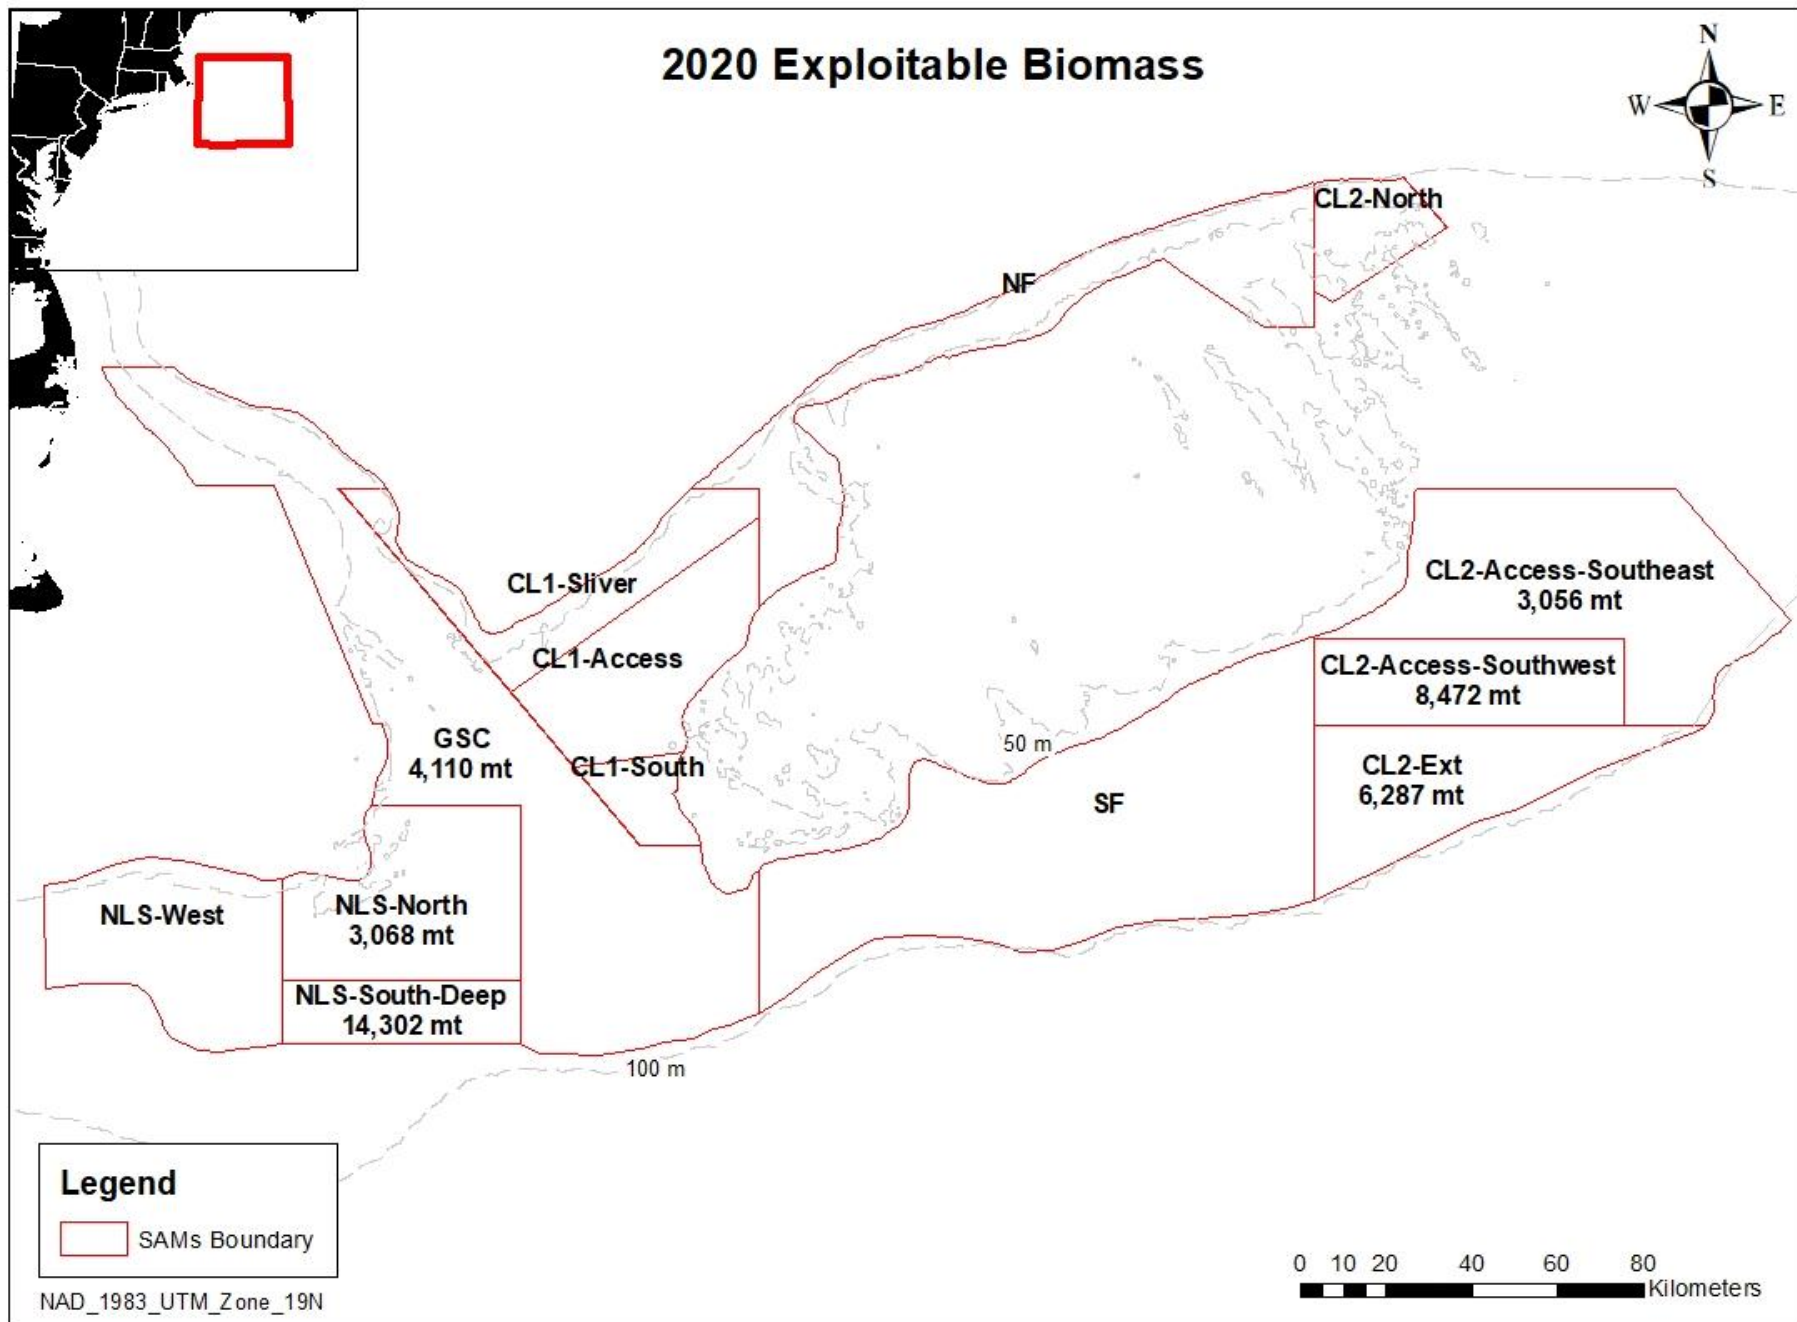 2020 Exploitable Biomass
N
W E
S
CL2-North
NF
CL1-Sliver
CL2-Access-Southeast
3,056 mt
CL1-Access
CL2-Access-Southwest
8,472 mt
GSC
4,110 mt
50 m
CL1-South
CL2-Ext
6,287 mt
SF
NLS-West
NLS-North
3,068 mt
NLS-South-Deep
14,302 mt
100 m
Legend
SAMs Boundary
NAD_1983_UTM_Zone_19N
0 10 20 40 60 80
Kilometers